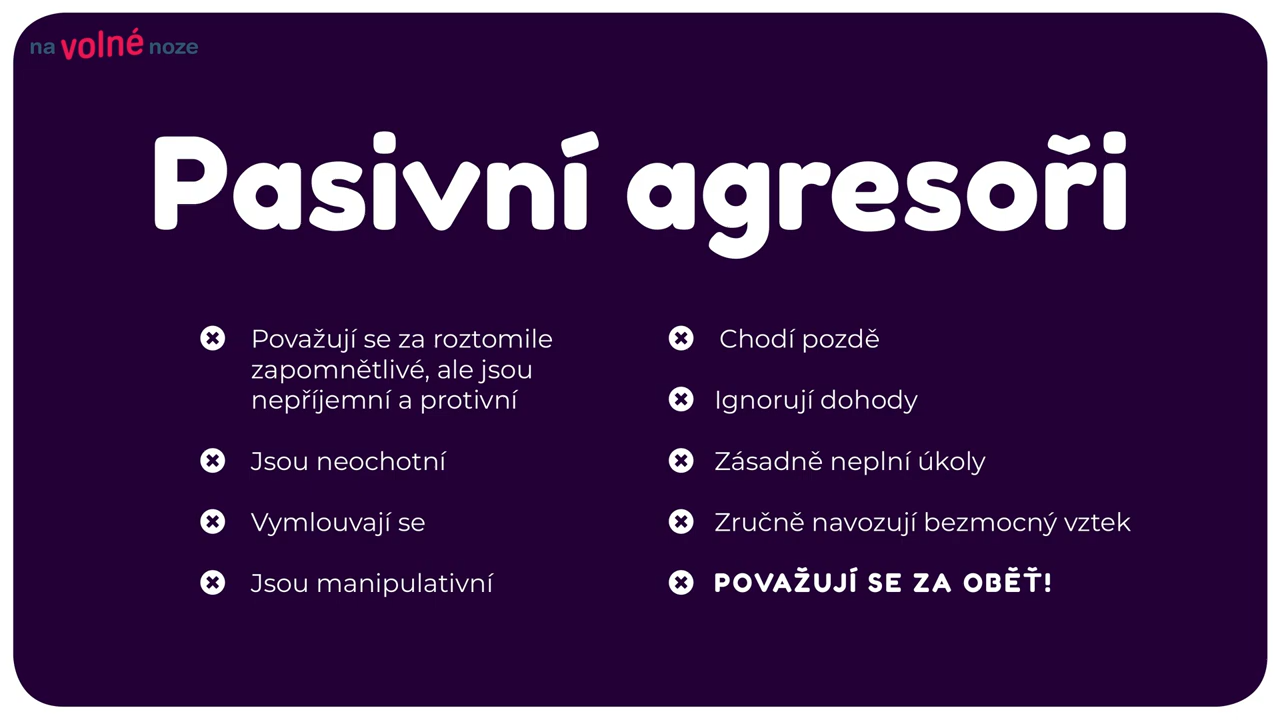 na volné noze
Pasivní agresoři
Považují se za roztomile
zapomnětlivé, ale jsou
nepříjemní a protivní
Jsou neochotní
Vymlouvají se
Jsou manipulativní
Chodí pozdě
Ignorují dohody
Zásadně neplní úkoly
Zručně navozují bezmocný vztek
POVAŽUJÍ SE ZA OBĚŤ!